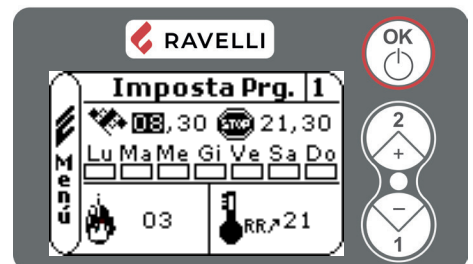 RAVELLI
OK
Imposta Prg. 1
08,30 STOP 21,30
Lu Ma Me Gi Ve Sa Do
Menú
03 RR 21
2
+
−
1